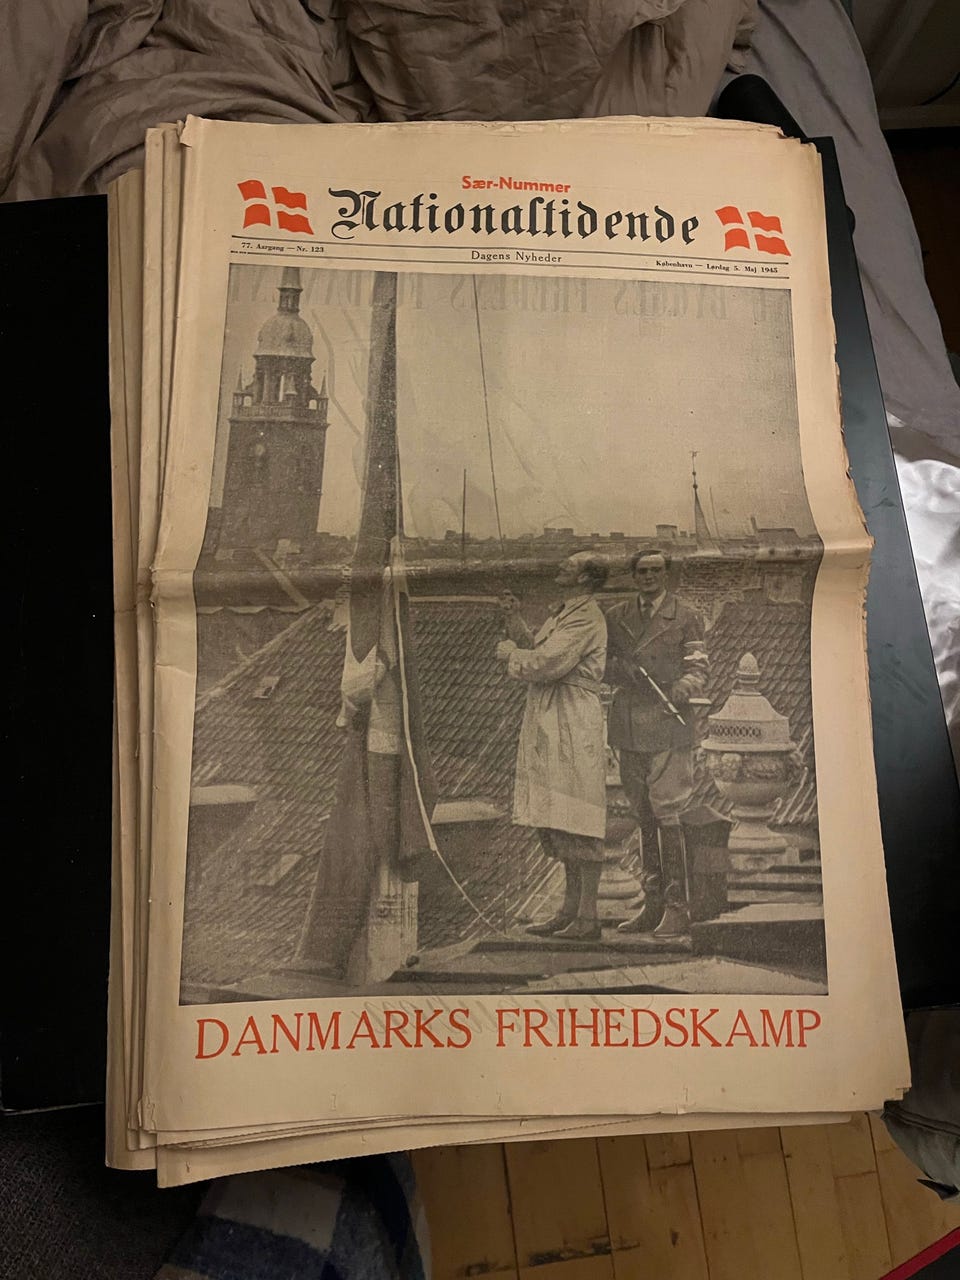 Sær-Nummer
Nationaltidende
77. Aargang — Nr. 123
Dagens Nyheder
København — Lørdag 5. Maj 1945
DANMARKS FRIHEDSKAMP